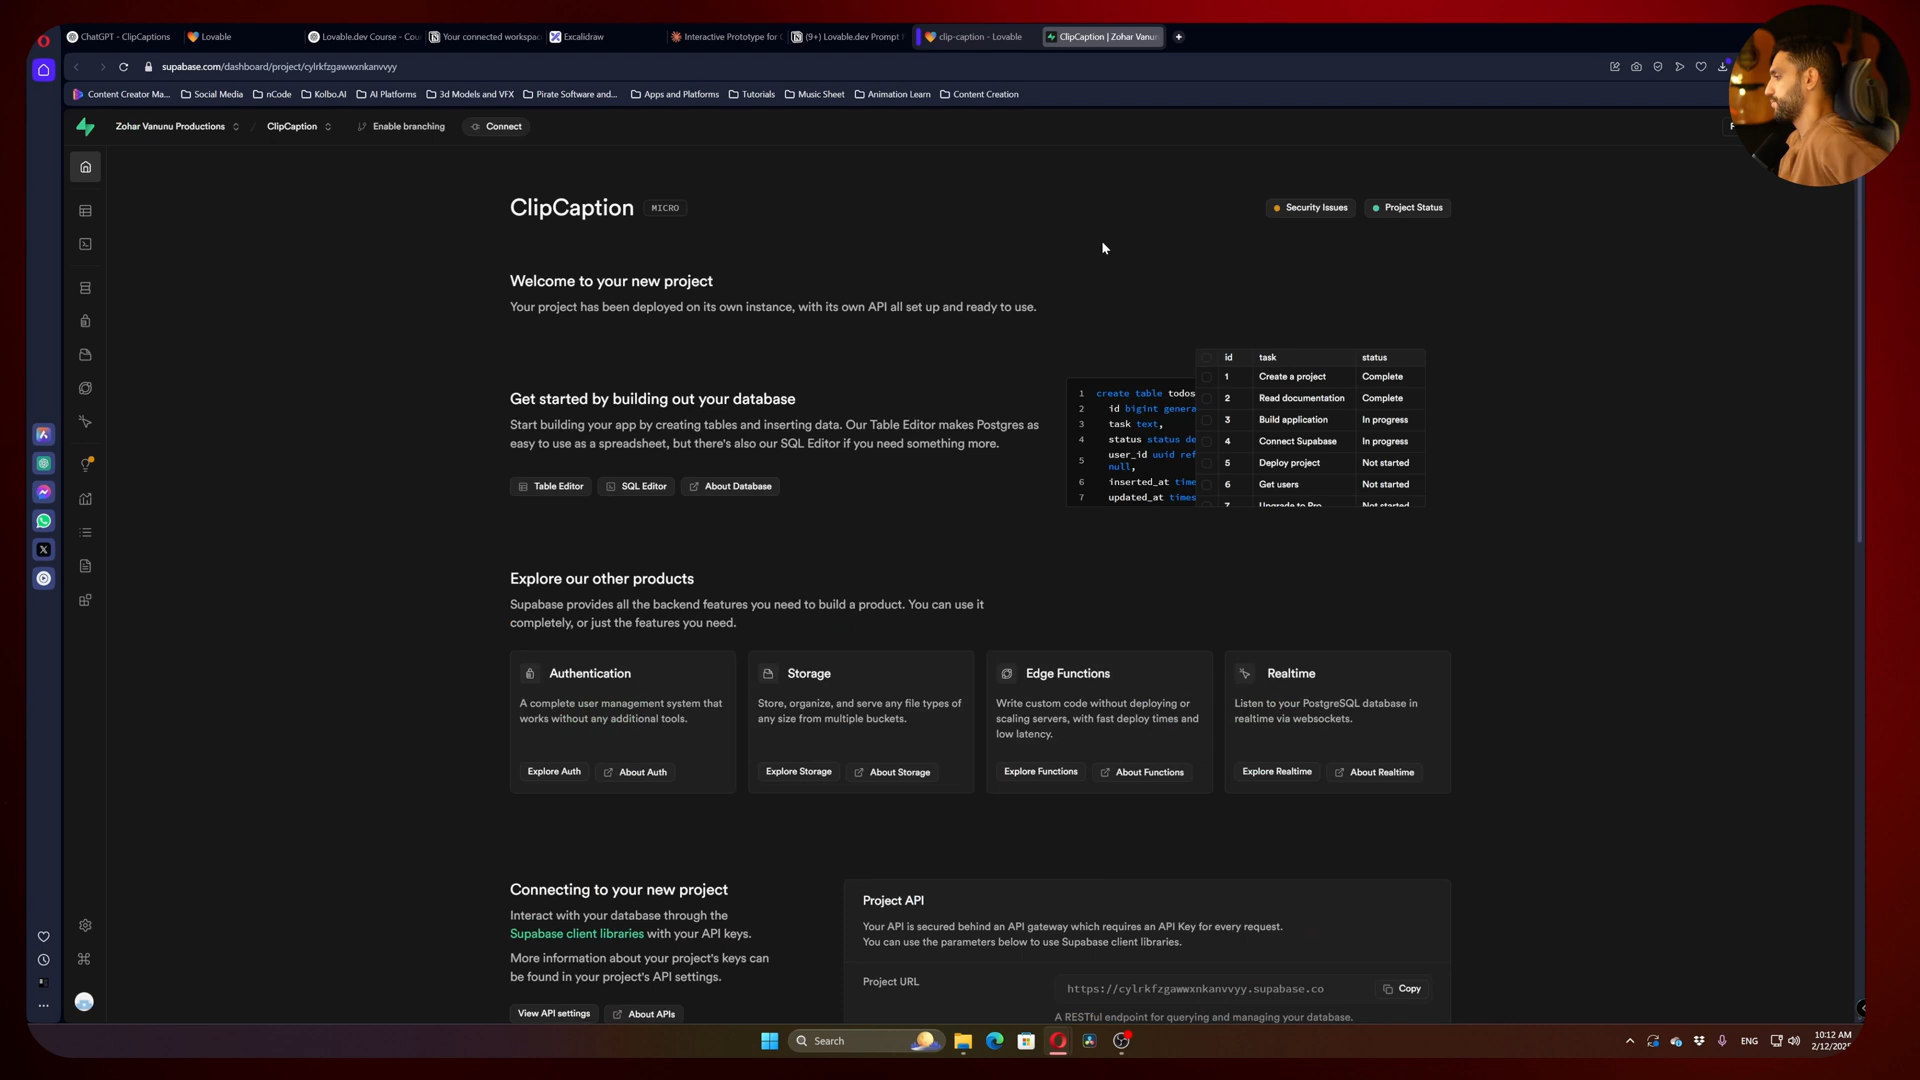 ChatGPT - ClipCaptions
Lovable
Lovable.dev Course - Cou
Your connected workspac
Excalidraw
Interactive Prototype for C
(9+) Lovable.dev Prompt F
clip-caption - Lovable
ClipCaption | Zohar Vanun
supabase.com/dashboard/project/cylrkfzgawwxnkanvvyy
Content Creator Ma...
Social Media
nCode
Kolbo.AI
AI Platforms
3d Models and VFX
Pirate Software and...
Apps and Platforms
Tutorials
Music Sheet
Animation Learn
Content Creation
Zohar Vanunu Productions
/
ClipCaption
Enable branching
Connect
ClipCaption
MICRO
Security Issues
Project Status
Welcome to your new project
Your project has been deployed on its own instance, with its own API all set up and ready to use.
Get started by building out your database
Start building your app by creating tables and inserting data. Our Table Editor makes Postgres as
easy to use as a spreadsheet, but there's also our SQL Editor if you need something more.
Table Editor
SQL Editor
About Database
1 create table todos
2 id bigint genera
3 task text,
4 status status de
5 user_id uuid ref
null,
6 inserted_at time
7 updated_at times
id task status
1 Create a project Complete
2 Read documentation Complete
3 Build application In progress
4 Connect Supabase In progress
5 Deploy project Not started
6 Get users Not started
7 Upgrade to Pro Not started
Explore our other products
Supabase provides all the backend features you need to build a product. You can use it
completely, or just the features you need.
Authentication
A complete user management system that
works without any additional tools.
Explore Auth
About Auth
Storage
Store, organize, and serve any file types of
any size from multiple buckets.
Explore Storage
About Storage
Edge Functions
Write custom code without deploying or
scaling servers, with fast deploy times and
low latency.
Explore Functions
About Functions
Realtime
Listen to your PostgreSQL database in
realtime via websockets.
Explore Realtime
About Realtime
Connecting to your new project
Interact with your database through the
Supabase client libraries with your API keys.
More information about your project's keys can
be found in your project's API settings.
View API settings
About APIs
Project API
Your API is secured behind an API gateway which requires an API Key for every request.
You can use the parameters below to use Supabase client libraries.
Project URL
https://cylrkfzgawwxnkanvvyy.supabase.co
Copy
A RESTful endpoint for querying and managing your database.
Search
ENG
10:12 AM
2/12/202